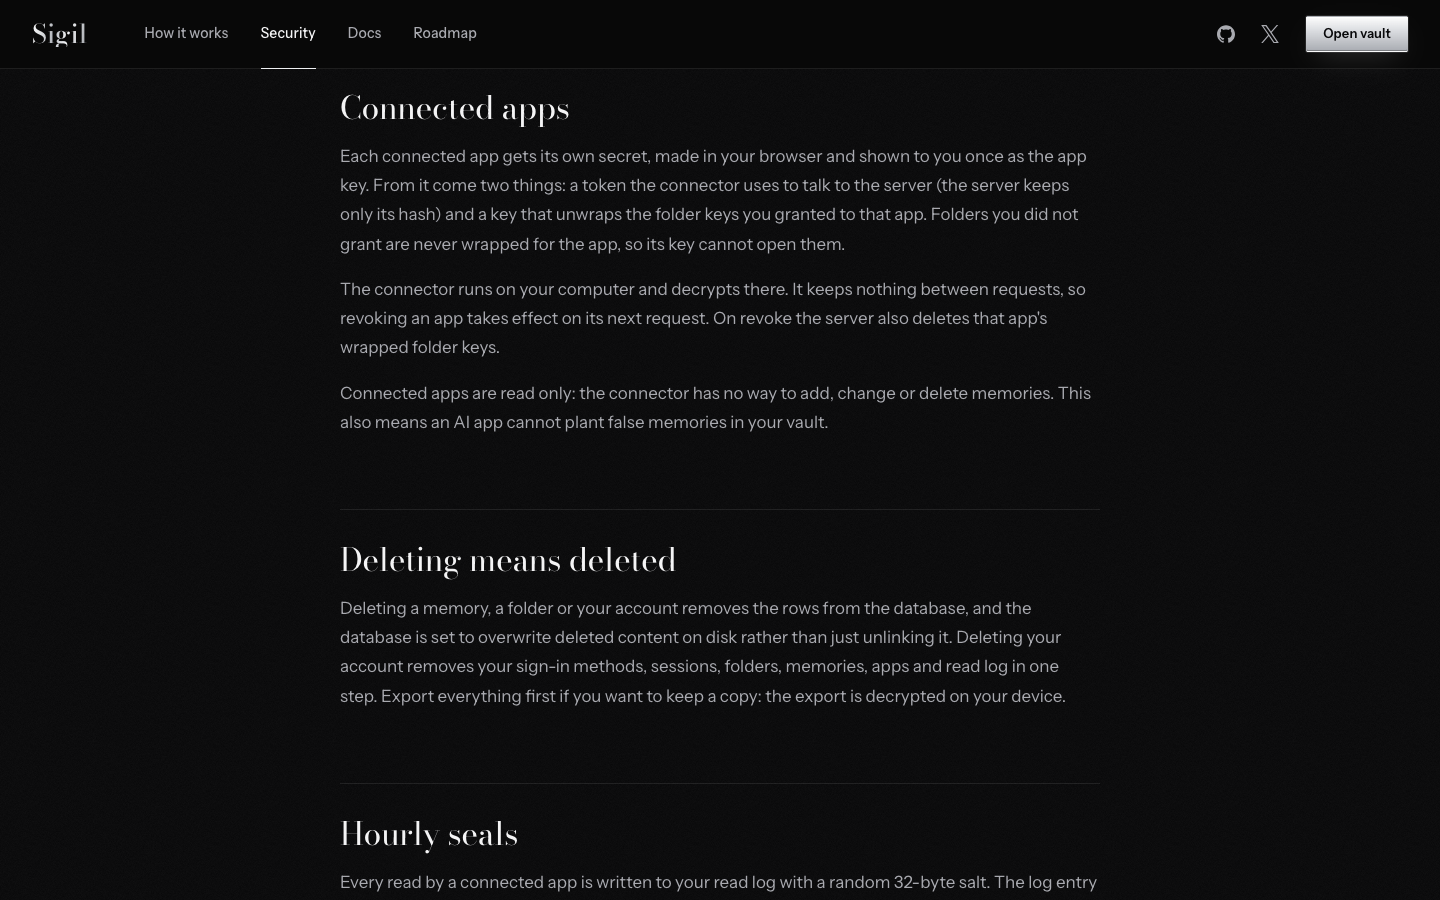 Sigil
How it works
Security
Docs
Roadmap
Open vault
Connected apps
Each connected app gets its own secret, made in your browser and shown to you once as the app
key. From it come two things: a token the connector uses to talk to the server (the server keeps
only its hash) and a key that unwraps the folder keys you granted to that app. Folders you did not
grant are never wrapped for the app, so its key cannot open them.
The connector runs on your computer and decrypts there. It keeps nothing between requests, so
revoking an app takes effect on its next request. On revoke the server also deletes that app's
wrapped folder keys.
Connected apps are read only: the connector has no way to add, change or delete memories. This
also means an AI app cannot plant false memories in your vault.
Deleting means deleted
Deleting a memory, a folder or your account removes the rows from the database, and the
database is set to overwrite deleted content on disk rather than just unlinking it. Deleting your
account removes your sign-in methods, sessions, folders, memories, apps and read log in one
step. Export everything first if you want to keep a copy: the export is decrypted on your device.
Hourly seals
Every read by a connected app is written to your read log with a random 32-byte salt. The log entry